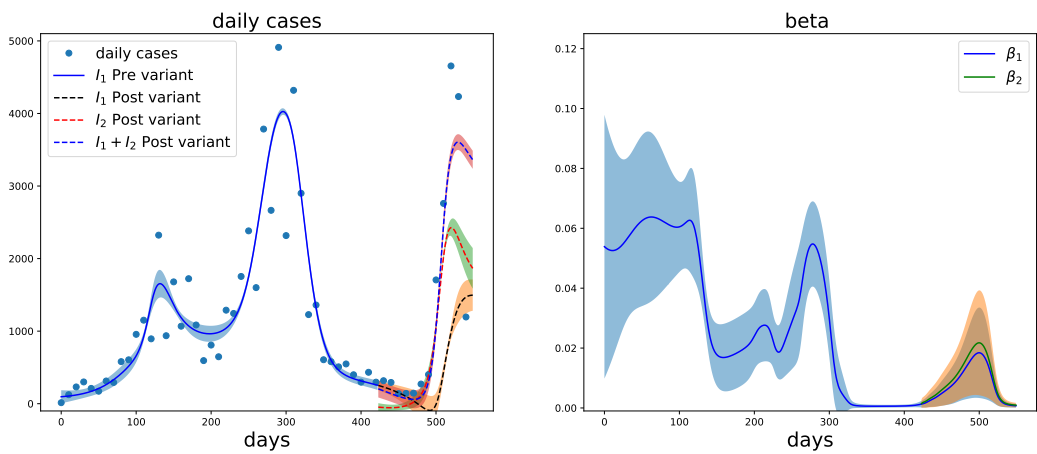 daily cases
5000
4000
3000
2000
1000
0
daily cases
I₁ Pre variant
I₁ Post variant
I₂ Post variant
I₁ + I₂ Post variant
0 100 200 300 400 500
days
beta
0.12
0.10
0.08
0.06
0.04
0.02
0.00
β₁
β₂
0 100 200 300 400 500
days